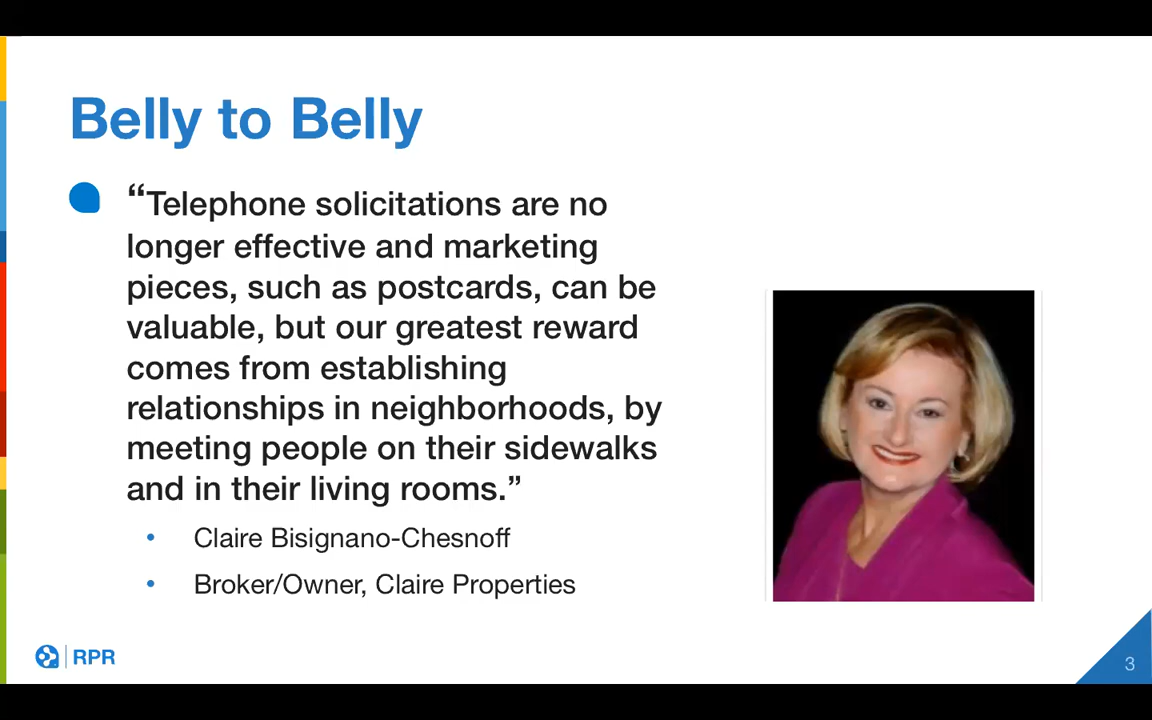 Belly to Belly
“Telephone solicitations are no
longer effective and marketing
pieces, such as postcards, can be
valuable, but our greatest reward
comes from establishing
relationships in neighborhoods, by
meeting people on their sidewalks
and in their living rooms.”
• Claire Bisignano-Chesnoff
• Broker/Owner, Claire Properties
RPR
3